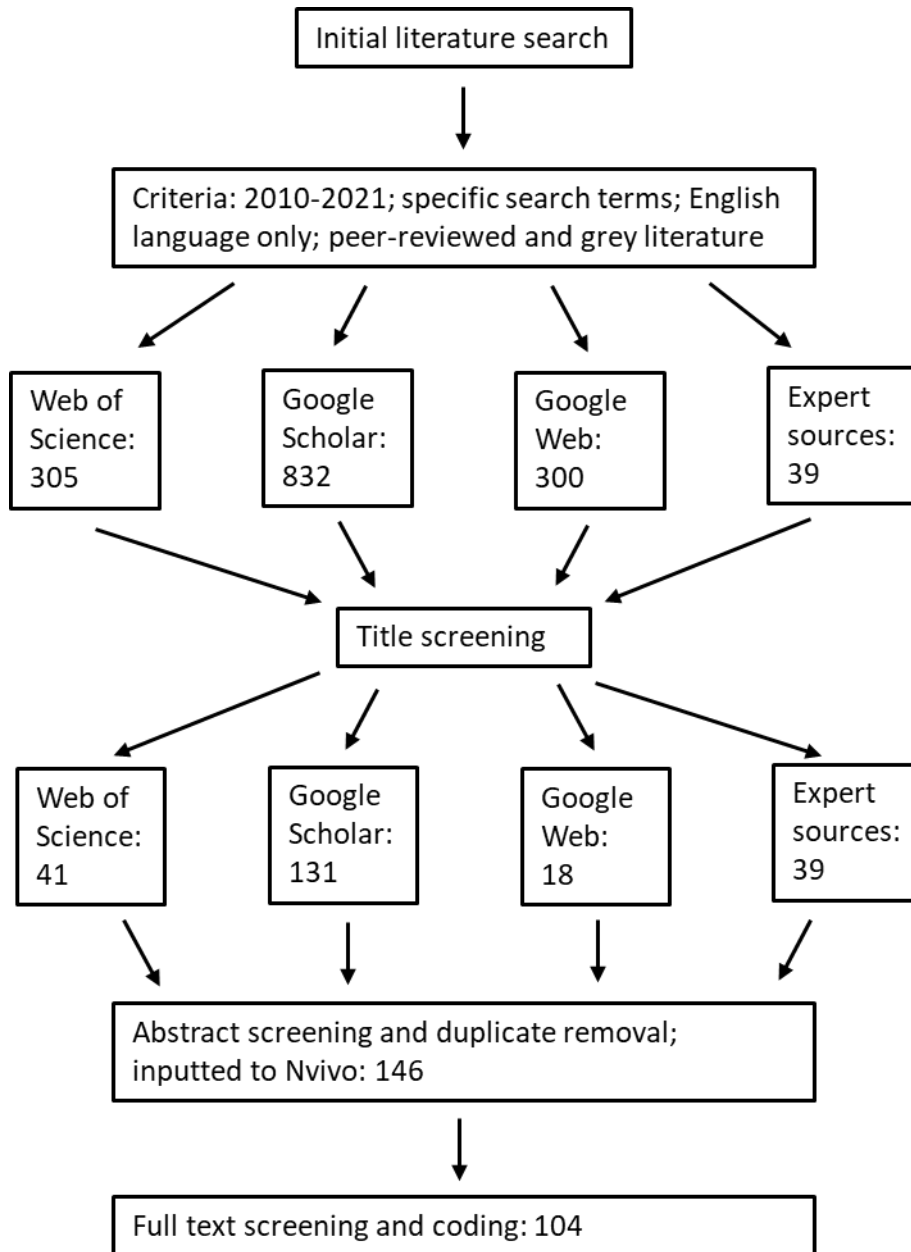 Initial literature search
Criteria: 2010-2021; specific search terms; English
language only; peer-reviewed and grey literature
Web of
Science:
305
Google
Scholar:
832
Google
Web:
300
Expert
sources:
39
Title screening
Web of
Science:
41
Google
Scholar:
131
Google
Web:
18
Expert
sources:
39
Abstract screening and duplicate removal;
inputted to Nvivo: 146
Full text screening and coding: 104